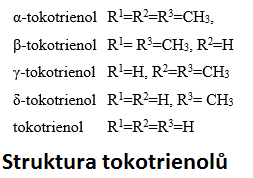 α-tokotrienol R¹=R²=R³=CH₃,
β-tokotrienol R¹= R³=CH₃, R²=H
γ-tokotrienol R¹=H, R²=R³=CH₃
δ-tokotrienol R¹=R²=H, R³= CH₃
tokotrienol R¹=R²=R³=H
Struktura tokotrienolů